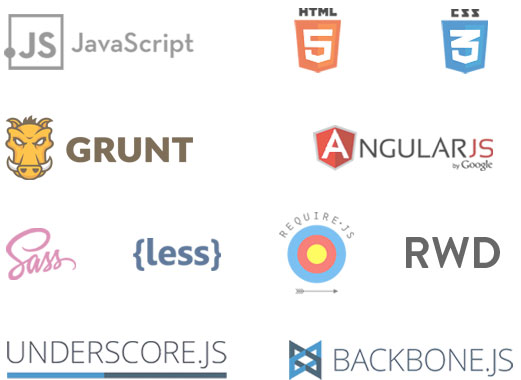 .JS JavaScript
HTML
5
CSS
3
GRUNT
A ANGULARJS
by Google
Sass
{less}
REQUIRE·JS
RWD
UNDERSCORE.JS
BACKBONE.JS